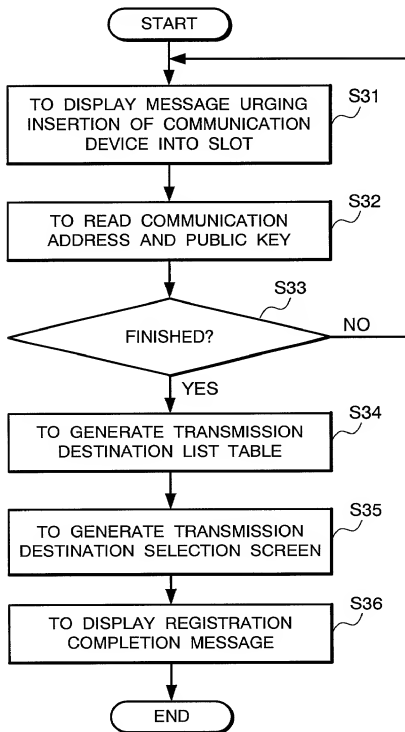 START
TO DISPLAY MESSAGE URGING
INSERTION OF COMMUNICATION
DEVICE INTO SLOT
S31
TO READ COMMUNICATION
ADDRESS AND PUBLIC KEY
S32
FINISHED?
S33
NO
YES
TO GENERATE TRANSMISSION
DESTINATION LIST TABLE
S34
TO GENERATE TRANSMISSION
DESTINATION SELECTION SCREEN
S35
TO DISPLAY REGISTRATION
COMPLETION MESSAGE
S36
END